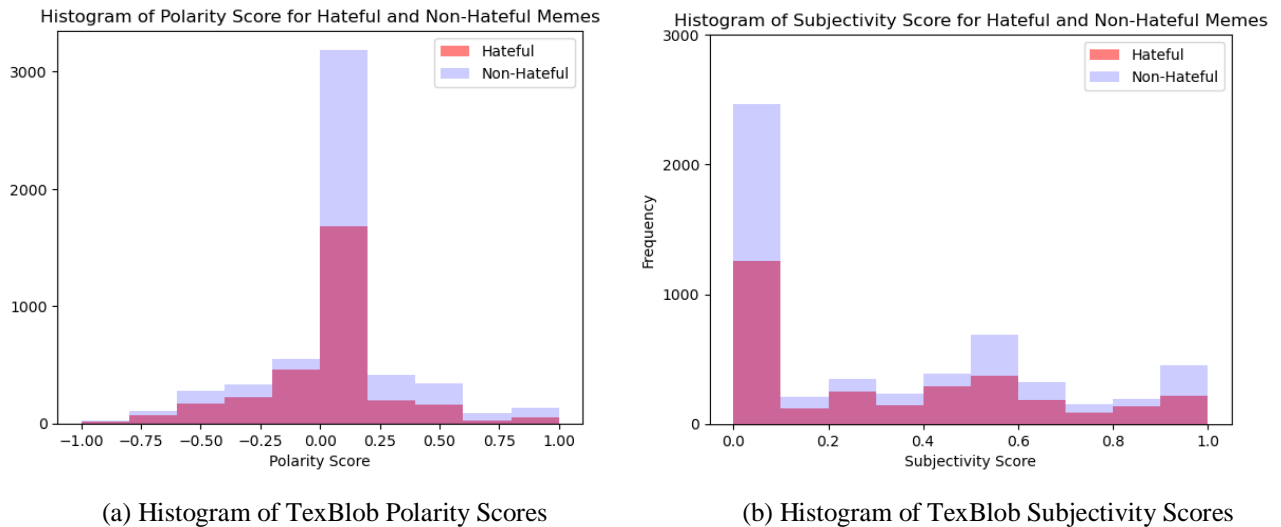 Histogram of Polarity Score for Hateful and Non-Hateful Memes
Hateful
Non-Hateful
3000
2000
1000
0
−1.00 −0.75 −0.50 −0.25 0.00 0.25 0.50 0.75 1.00
Polarity Score
(a) Histogram of TexBlob Polarity Scores
Histogram of Subjectivity Score for Hateful and Non-Hateful Memes
Hateful
Non-Hateful
Frequency
3000
2000
1000
0
0.0 0.2 0.4 0.6 0.8 1.0
Subjectivity Score
(b) Histogram of TexBlob Subjectivity Scores